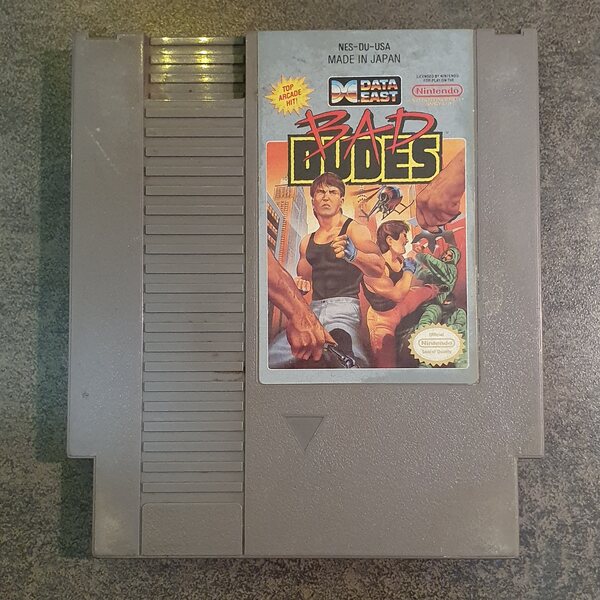 NES-DU-USA
MADE IN JAPAN
TOP
ARCADE
HIT!
DATA
EAST
LICENSED BY NINTENDO
FOR PLAY ON THE
Nintendo
BAD
DUDES
Official
Nintendo
Seal of Quality